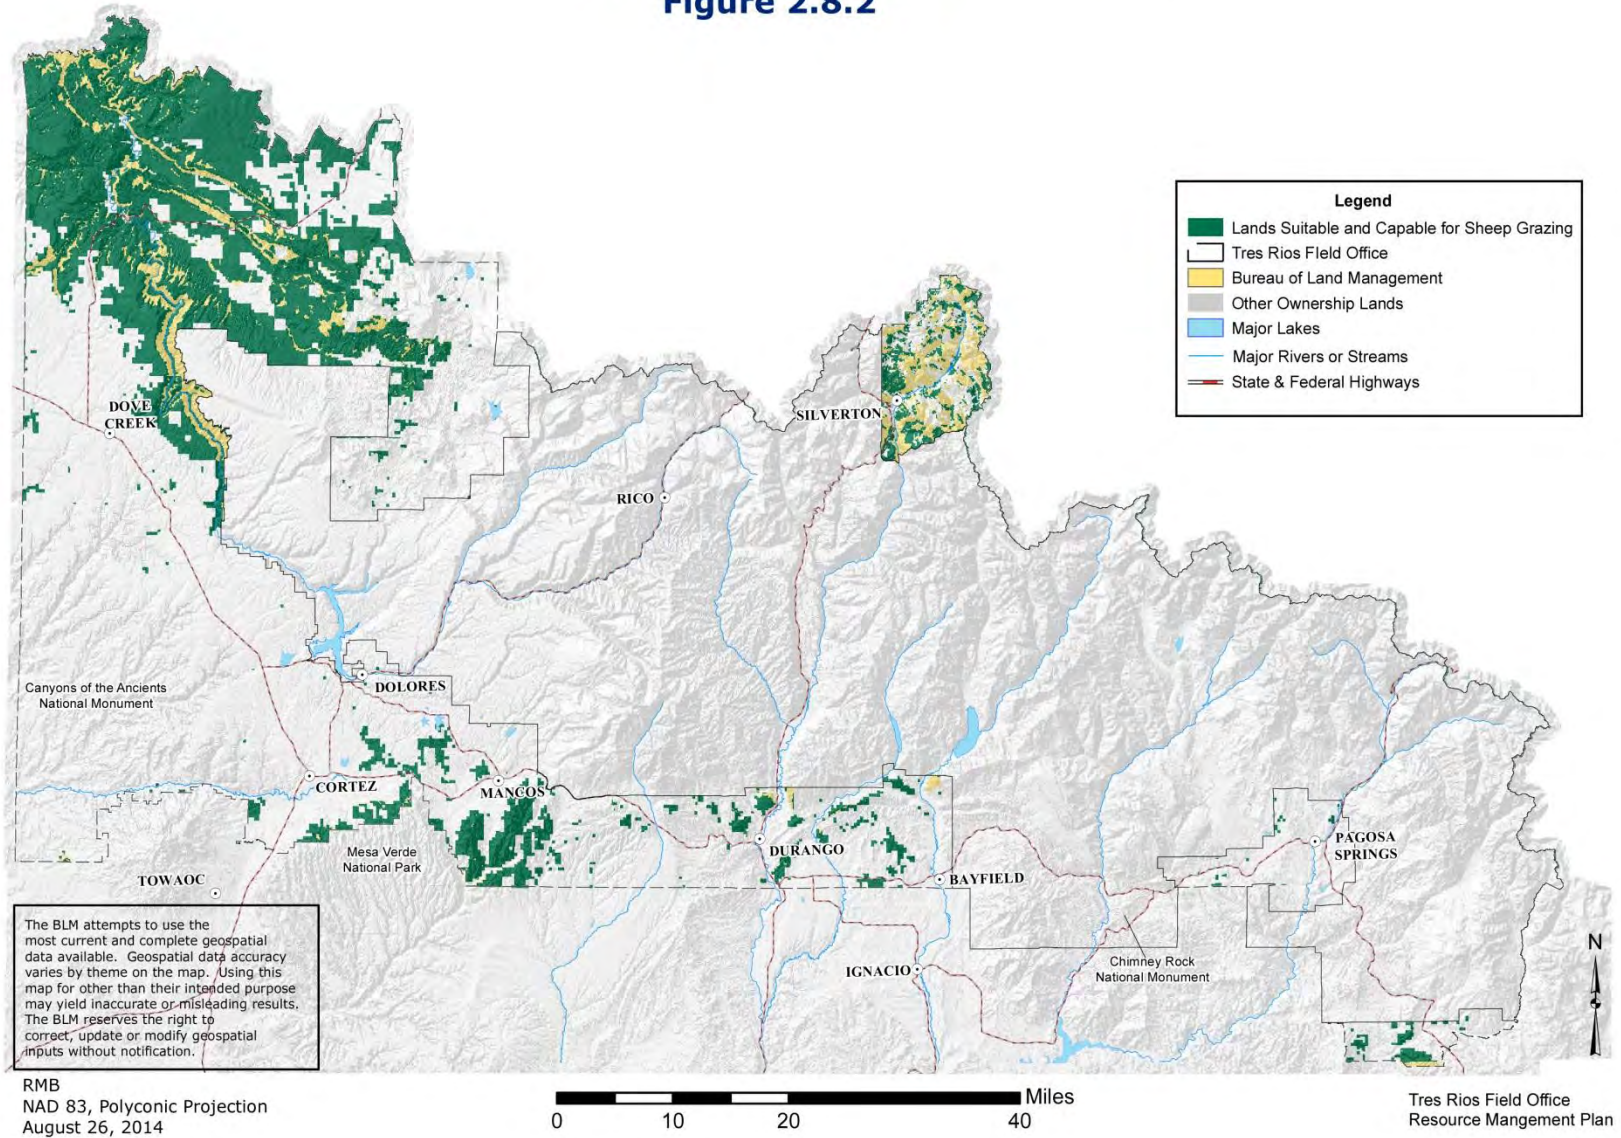 Figure 2.8.2
Legend
Lands Suitable and Capable for Sheep Grazing
Tres Rios FIeld Office
Bureau of Land Management
Other Ownership Lands
Major Lakes
Major Rivers or Streams
State & Federal Highways
DOVE
CREEK
SILVERTON
RICO
DOLORES
Canyons of the Ancients
National Monument
CORTEZ
MANCOS
Mesa Verde
National Park
DURANGO
PAGOSA
SPRINGS
TOWAOC
BAYFIELD
IGNACIO
Chimney Rock
National Monument
N
The BLM attempts to use the
most current and complete geospatial
data available. Geospatial data accuracy
varies by theme on the map. Using this
map for other than their intended purpose
may yield inaccurate or misleading results.
The BLM reserves the right to
correct, update or modify geospatial
inputs without notification.
RMB
NAD 83, Polyconic Projection
August 26, 2014
Miles
0 10 20 40
Tres Rios Field Office
Resource Mangement Plan